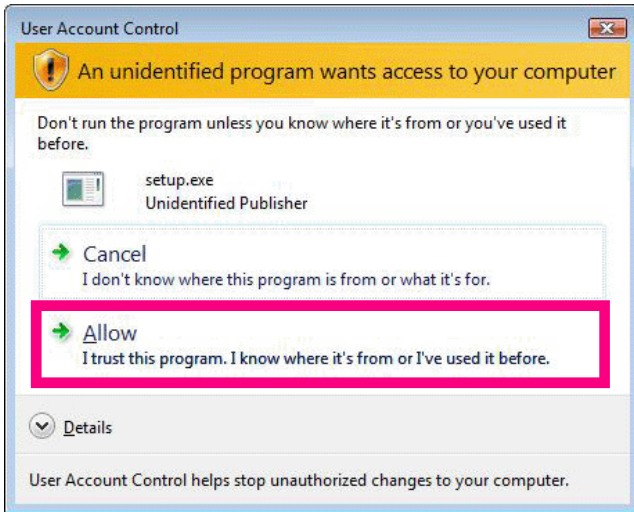 User Account Control
An unidentified program wants access to your computer
Don't run the program unless you know where it's from or you've used it
before.
setup.exe
Unidentified Publisher
Cancel
I don't know where this program is from or what it's for.
Allow
I trust this program. I know where it's from or I've used it before.
Details
User Account Control helps stop unauthorized changes to your computer.